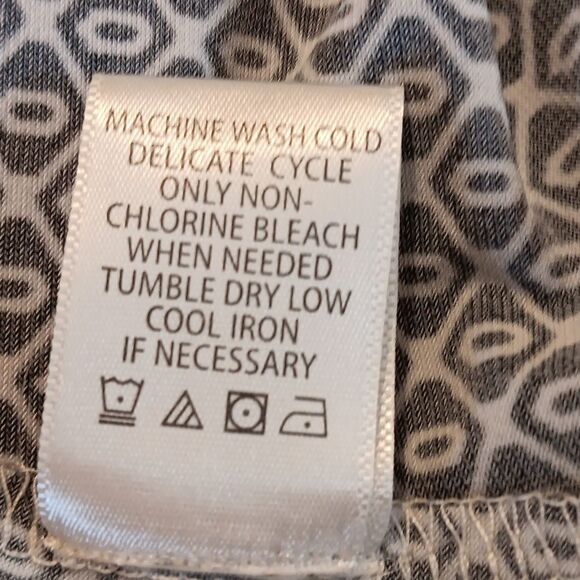 MACHINE WASH COLD
DELICATE CYCLE
ONLY NON-
CHLORINE BLEACH
WHEN NEEDED
TUMBLE DRY LOW
COOL IRON
IF NECESSARY